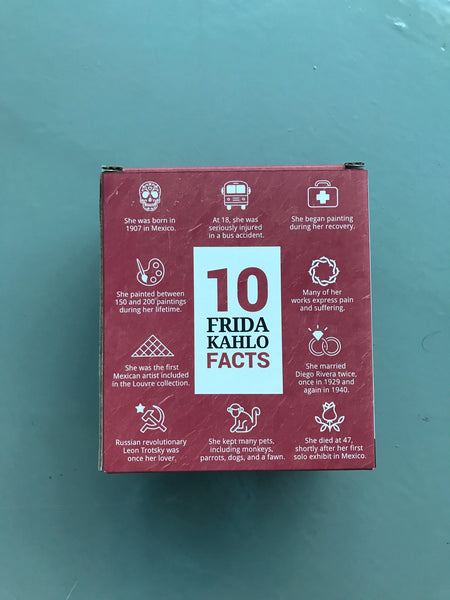 She was born in
1907 in Mexico.
At 18, she was
seriously injured
in a bus accident.
She began painting
during her recovery.
She painted between
150 and 200 paintings
during her lifetime.
10
FRIDA
KAHLO
FACTS
Many of her
works express pain
and suffering.
She was the first
Mexican artist included
in the Louvre collection.
She married
Diego Rivera twice,
once in 1929 and
again in 1940.
Russian revolutionary
Leon Trotsky was
once her lover.
She kept many pets,
including monkeys,
parrots, dogs, and a fawn.
She died at 47,
shortly after her first
solo exhibit in Mexico.